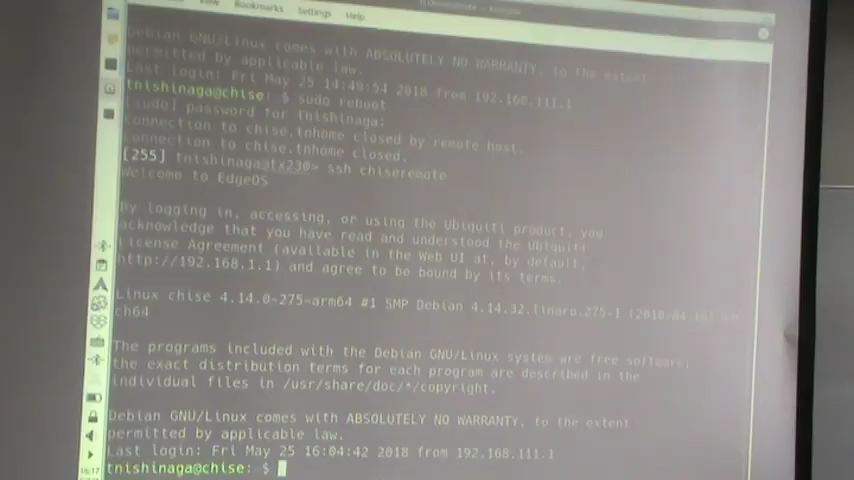 View Bookmarks Settings Help
Debian GNU/Linux comes with ABSOLUTELY NO WARRANTY, to the extent
permitted by applicable law.
Last login: Fri May 25 14:49:54 2018 from 192.168.111.1
tnishinaga@chise: $ sudo reboot
[sudo] password for tnishinaga:
Connection to chise.tnhome closed by remote host.
Connection to chise.tnhome closed.
[255] tnishinaga@tx230> ssh chiseremote
Welcome to EdgeOS
By logging in, accessing, or using the Ubiquiti product, you
acknowledge that you have read and understood the Ubiquiti
License Agreement (available in the Web UI at, by default,
http://192.168.1.1) and agree to be bound by its terms.
Linux chise 4.14.0-275-arm64 #1 SMP Debian 4.14.32.linaro.275-1
ch64
The programs included with the Debian GNU/Linux system are free software;
the exact distribution terms for each program are described in the
individual files in /usr/share/doc/*/copyright.
Debian GNU/Linux comes with ABSOLUTELY NO WARRANTY, to the extent
permitted by applicable law.
Last login: Fri May 25 16:04:42 2018 from 192.168.111.1
tnishinaga@chise: $
16:17